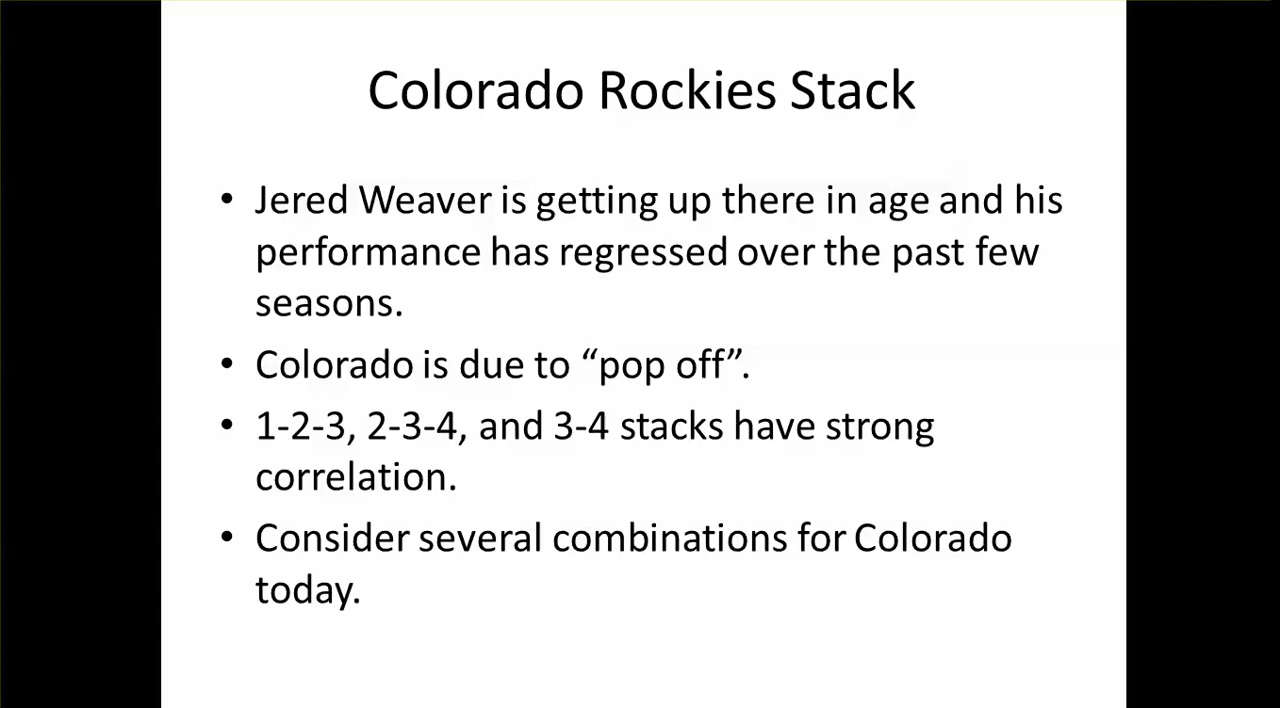 Colorado Rockies Stack
• Jered Weaver is getting up there in age and his
performance has regressed over the past few
seasons.
• Colorado is due to “pop off”.
• 1-2-3, 2-3-4, and 3-4 stacks have strong
correlation.
• Consider several combinations for Colorado
today.